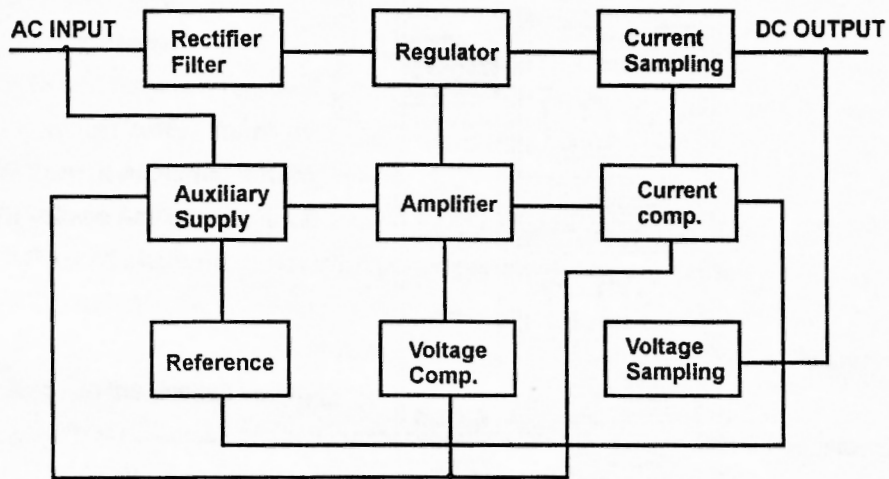 AC INPUT
Rectifier
Filter
Regulator
Current
Sampling
DC OUTPUT
Auxiliary
Supply
Amplifier
Current
comp.
Reference
Voltage
Comp.
Voltage
Sampling